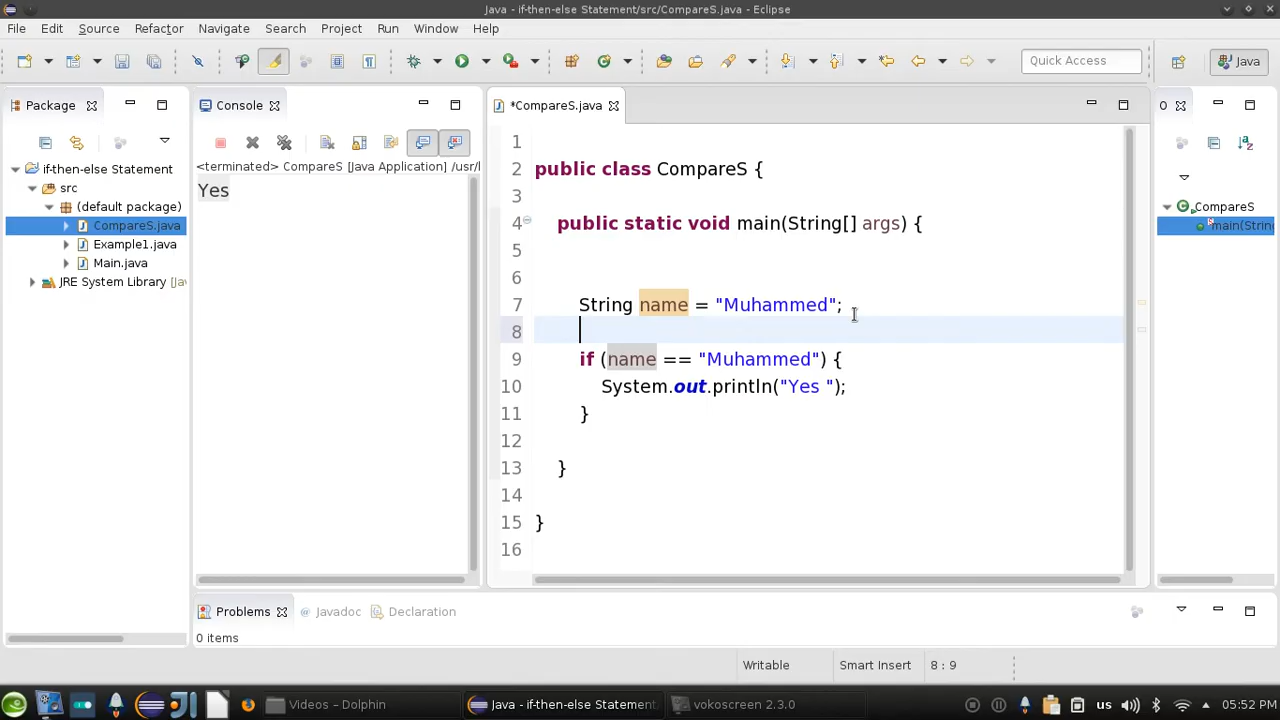 Java - if-then-else Statement/src/CompareS.java - Eclipse
File Edit Source Refactor Navigate Search Project Run Window Help
Quick Access
Java
Package
Console
*CompareS.java
O
if-then-else Statement
src
(default package)
CompareS.java
Example1.java
Main.java
JRE System Library [Ja
<terminated> CompareS [Java Application] /usr/l
Yes
1
2 public class CompareS {
3
4 public static void main(String[] args) {
5
6
7 String name = "Muhammed";
8
9 if (name == "Muhammed") {
10 System.out.println("Yes ");
11 }
12
13 }
14
15 }
16
CompareS
main(String
Problems
Javadoc
Declaration
0 items
Writable
Smart Insert
8 : 9
Videos – Dolphin
Java - if-then-else Statement
vokoscreen 2.3.0
us
05:52 PM